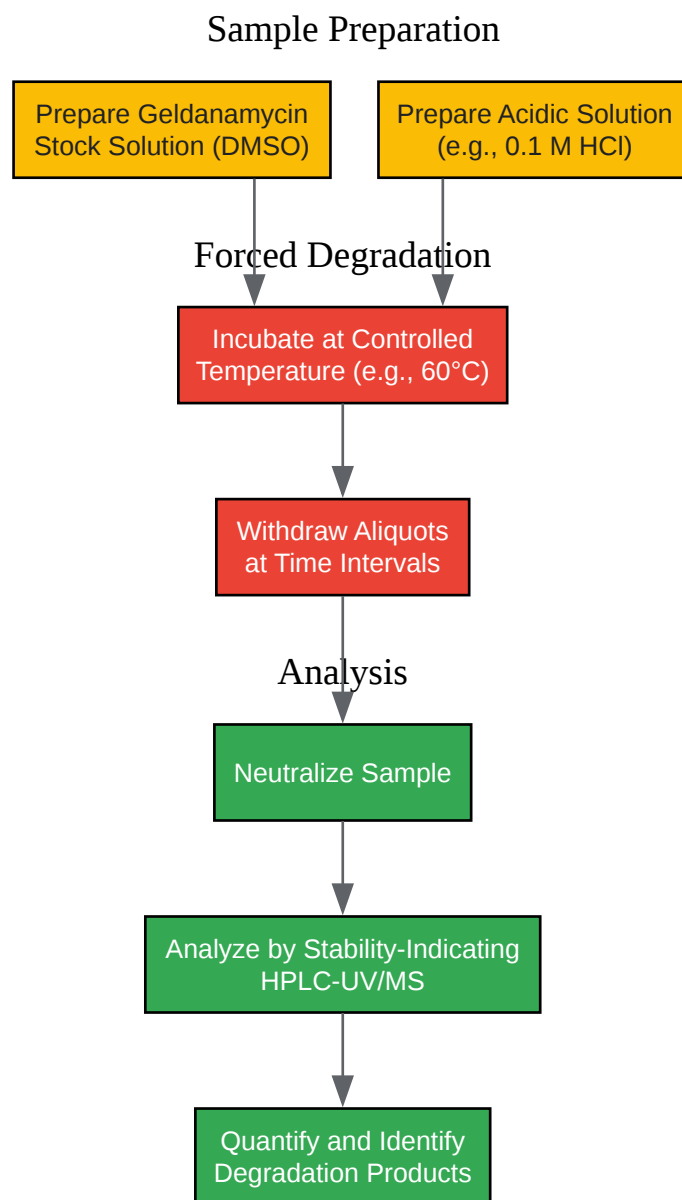 Sample Preparation
Prepare Geldanamycin
Stock Solution (DMSO)
Prepare Acidic Solution
(e.g., 0.1 M HCl)
Forced Degradation
Incubate at Controlled
Temperature (e.g., 60°C)
Withdraw Aliquots
at Time Intervals
Analysis
Neutralize Sample
Analyze by Stability-Indicating
HPLC-UV/MS
Quantify and Identify
Degradation Products